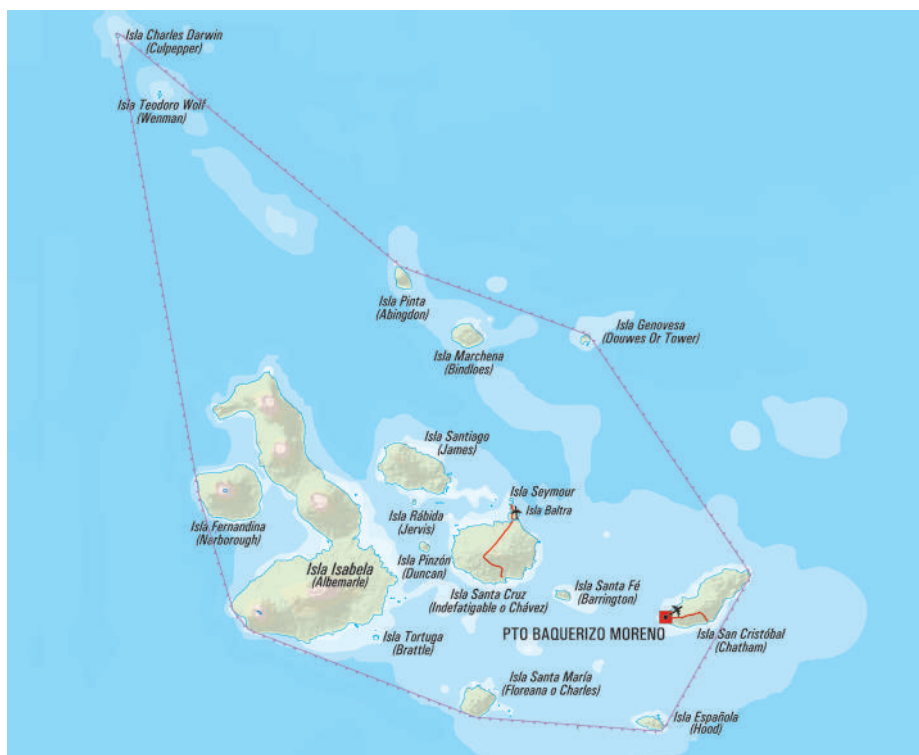 Isla Charles Darwin
(Culpepper)
Isla Teodoro Wolf
(Wenman)
Isla Pinta
(Abingdon)
Isla Genovesa
(Douwes Or Tower)
Isla Marchena
(Bindloes)
Isla Santiago
(James)
Isla Seymour
Isla Baltra
Isla Rábida
(Jervis)
Isla Fernandina
(Narborough)
Isla Pinzón
(Duncan)
Isla Isabela
(Albemarle)
Isla Santa Cruz
(Indefatigable o Chávez)
Isla Santa Fé
(Barrington)
PTO BAQUERIZO MORENO
Isla San Cristóbal
(Chatham)
Isla Tortuga
(Brattle)
Isla Santa María
(Floreana o Charles)
Isla Española
(Hood)